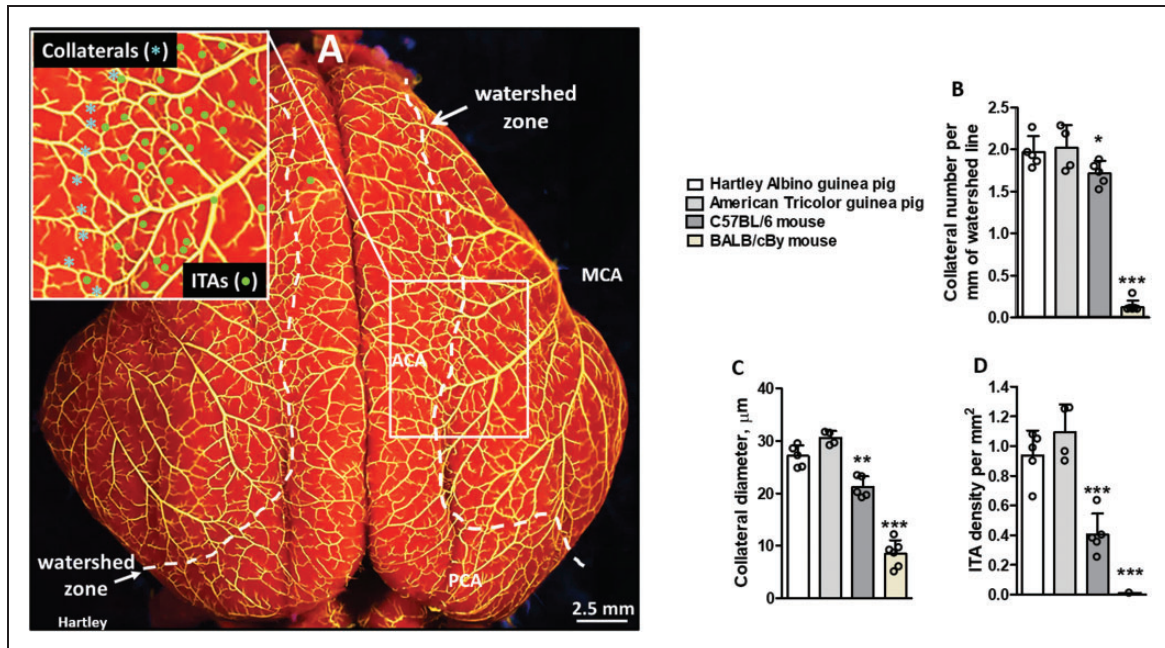 Collaterals (*)
ITAs (●)
A
watershed
zone
MCA
ACA
PCA
watershed
zone
Hartley
2.5 mm
Hartley Albino guinea pig
American Tricolor guinea pig
C57BL/6 mouse
BALB/cBy mouse
B
Collateral number per
mm of watershed line
2.5
2.0
1.5
1.0
0.5
0.0
*
***
C
Collateral diameter, μm
40
30
20
10
0
**
***
D
ITA density per mm²
1.4
1.2
1.0
0.8
0.6
0.4
0.2
0.0
***
***